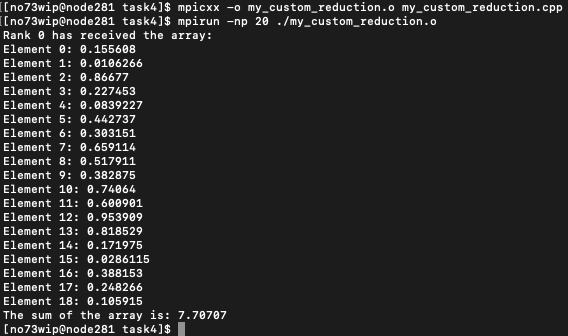 [[no73wip@node281 task4]$ mpicxx -o my_custom_reduction.o my_custom_reduction.cpp
[[no73wip@node281 task4]$ mpirun -np 20 ./my_custom_reduction.o
Rank 0 has received the array:
Element 0: 0.155608
Element 1: 0.0106266
Element 2: 0.86677
Element 3: 0.227453
Element 4: 0.0839227
Element 5: 0.442737
Element 6: 0.303151
Element 7: 0.659114
Element 8: 0.517911
Element 9: 0.382875
Element 10: 0.74064
Element 11: 0.600901
Element 12: 0.953909
Element 13: 0.818529
Element 14: 0.171975
Element 15: 0.0286115
Element 16: 0.388153
Element 17: 0.248266
Element 18: 0.105915
The sum of the array is: 7.70707
[no73wip@node281 task4]$